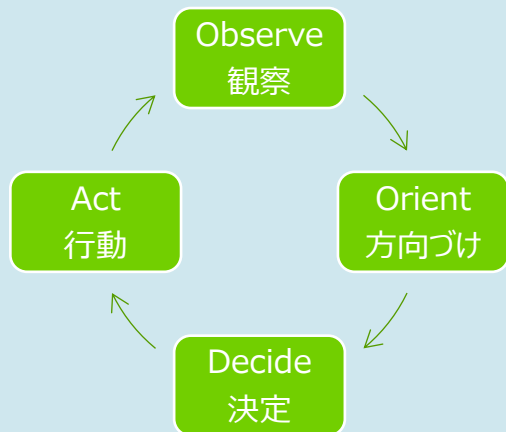 Observe
観察
Orient
方向づけ
Decide
決定
Act
行動